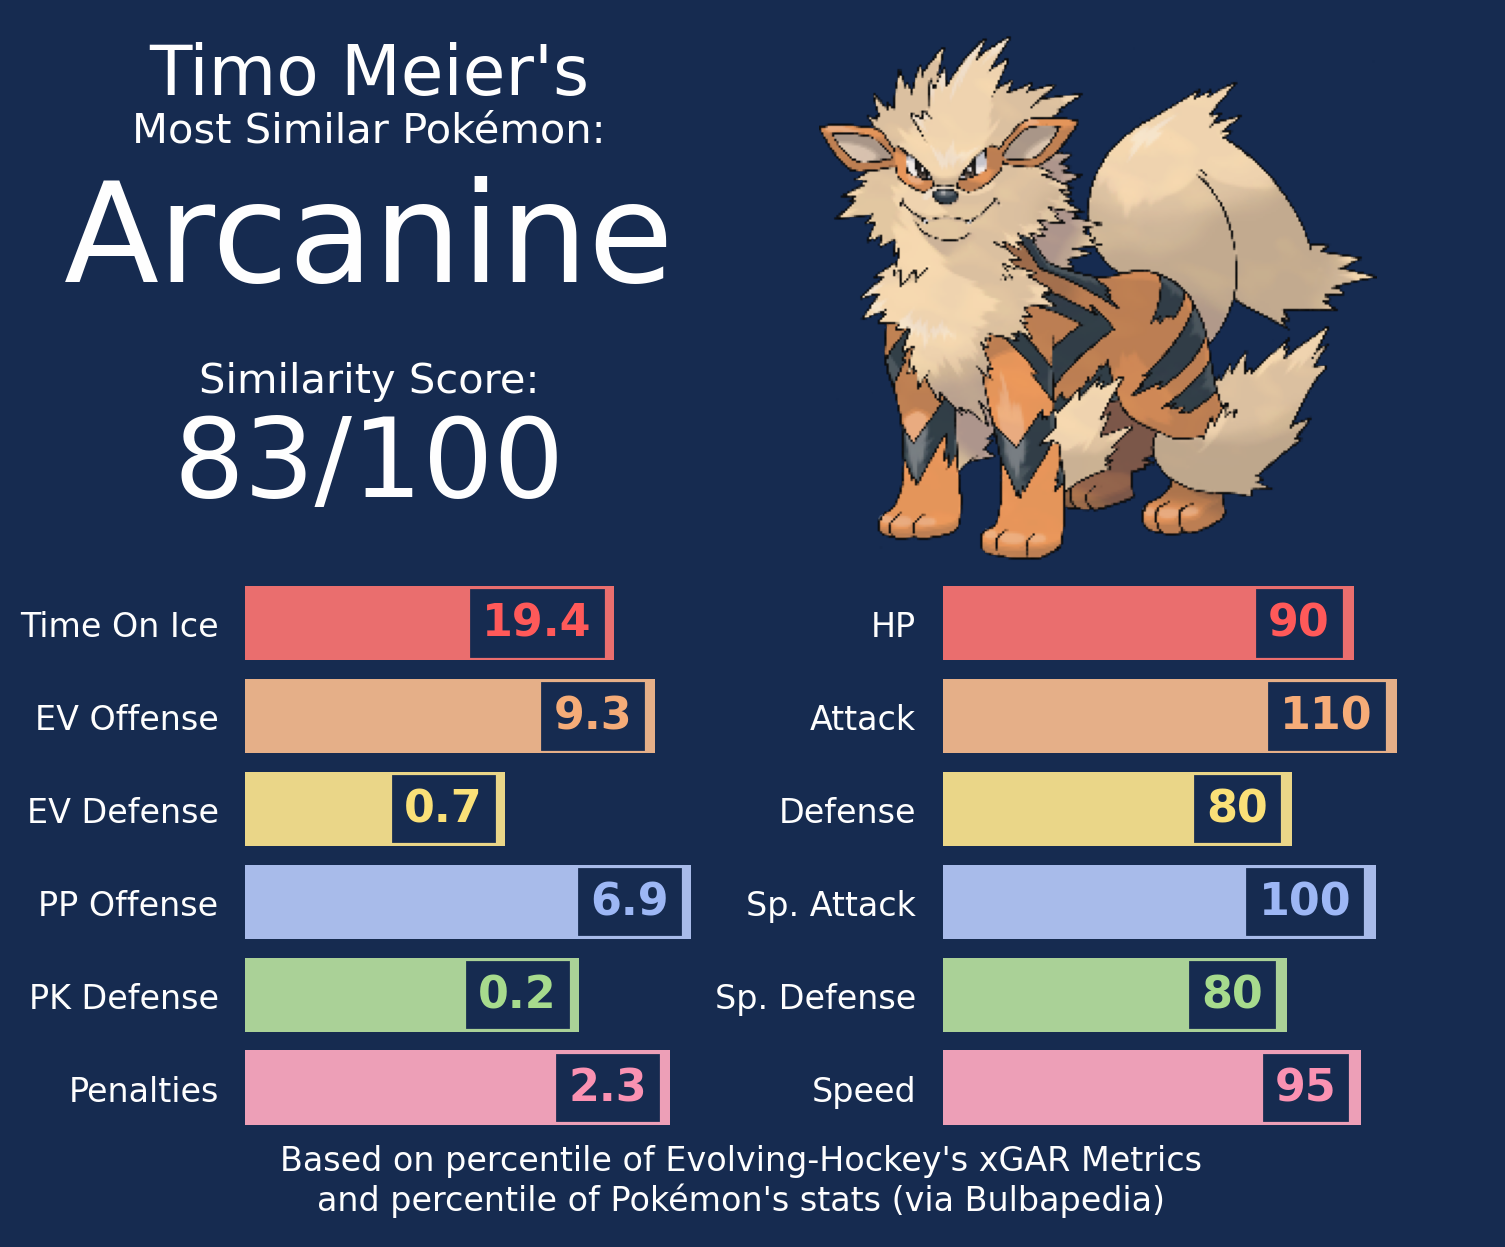 Timo Meier's
Most Similar Pokémon:
Arcanine
Similarity Score:
83/100
Time On Ice 19.4
EV Offense 9.3
EV Defense 0.7
PP Offense 6.9
PK Defense 0.2
Penalties 2.3
HP 90
Attack 110
Defense 80
Sp. Attack 100
Sp. Defense 80
Speed 95
Based on percentile of Evolving-Hockey's xGAR Metrics
and percentile of Pokémon's stats (via Bulbapedia)